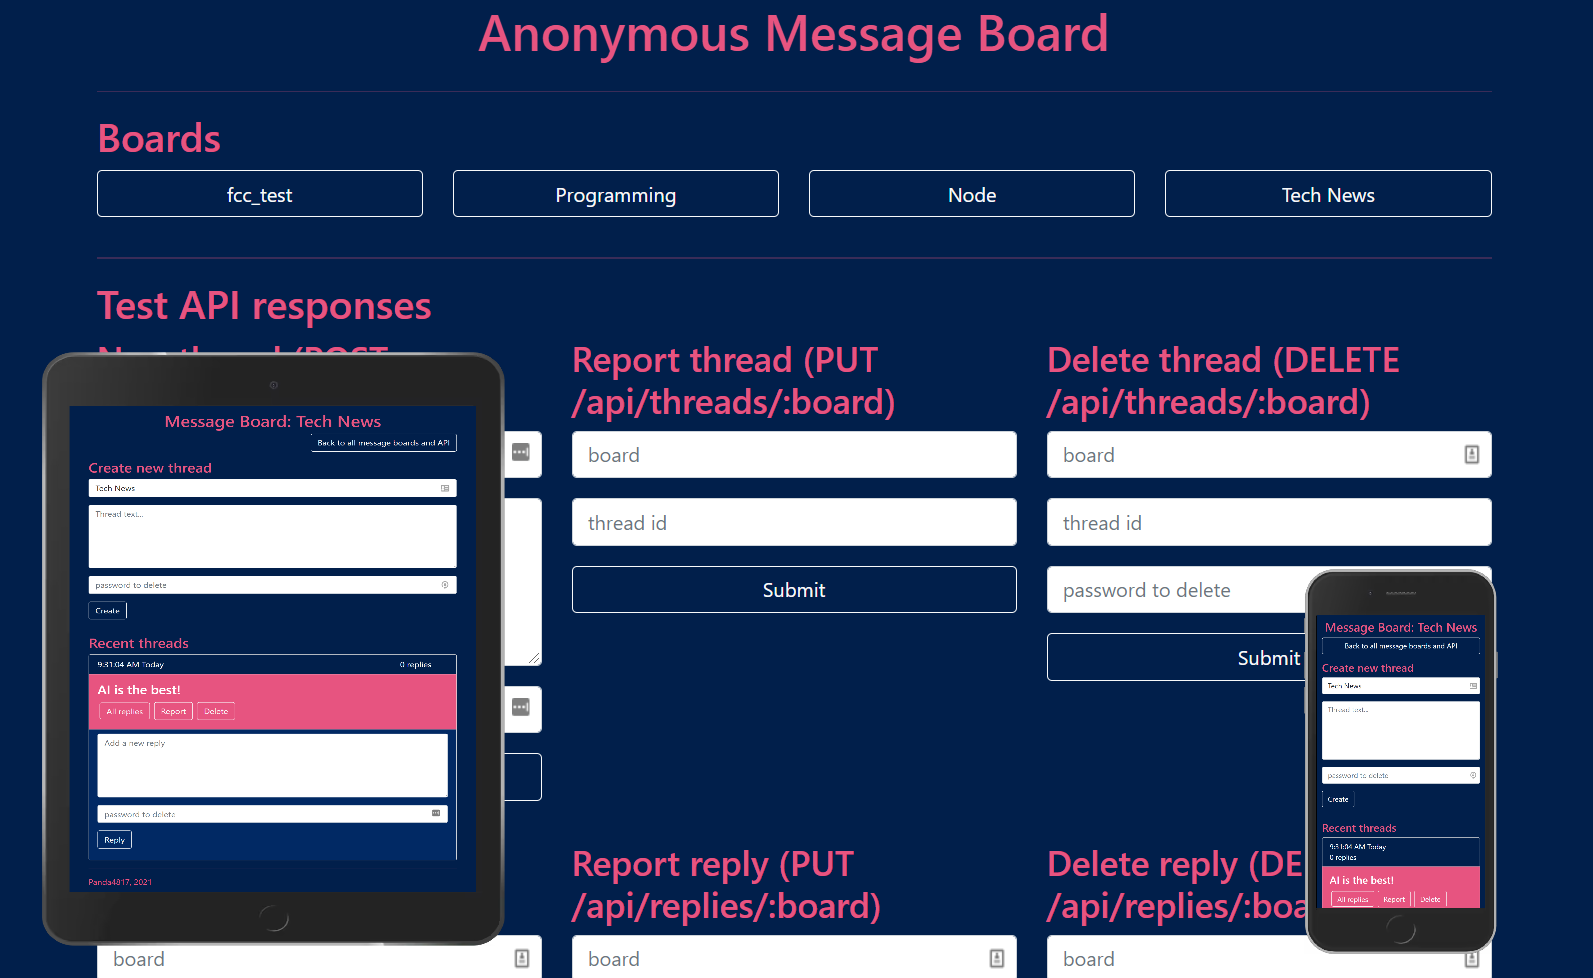 Anonymous Message Board
Boards
fcc_test
Programming
Node
Tech News
Test API responses
Report thread (PUT
/api/threads/:board)
board
thread id
Submit
Delete thread (DELETE
/api/threads/:board)
board
thread id
password to delete
Submit
Message Board: Tech News
Back to all message boards and API
Create new thread
Tech News
Thread text...
password to delete
Create
Recent threads
9:31:04 AM Today
0 replies
AI is the best!
All replies
Report
Delete
Add a new reply
password to delete
Reply
Panda4817, 2021
board
Report reply (PUT
/api/replies/:board)
board
Delete reply (DE
/api/replies/:boa
board
Message Board: Tech News
Back to all message boards and API
Create new thread
Tech News
Thread text...
password to delete
Create
Recent threads
9:31:04 AM Today
0 replies
AI is the best!
All replies
Report
Delete